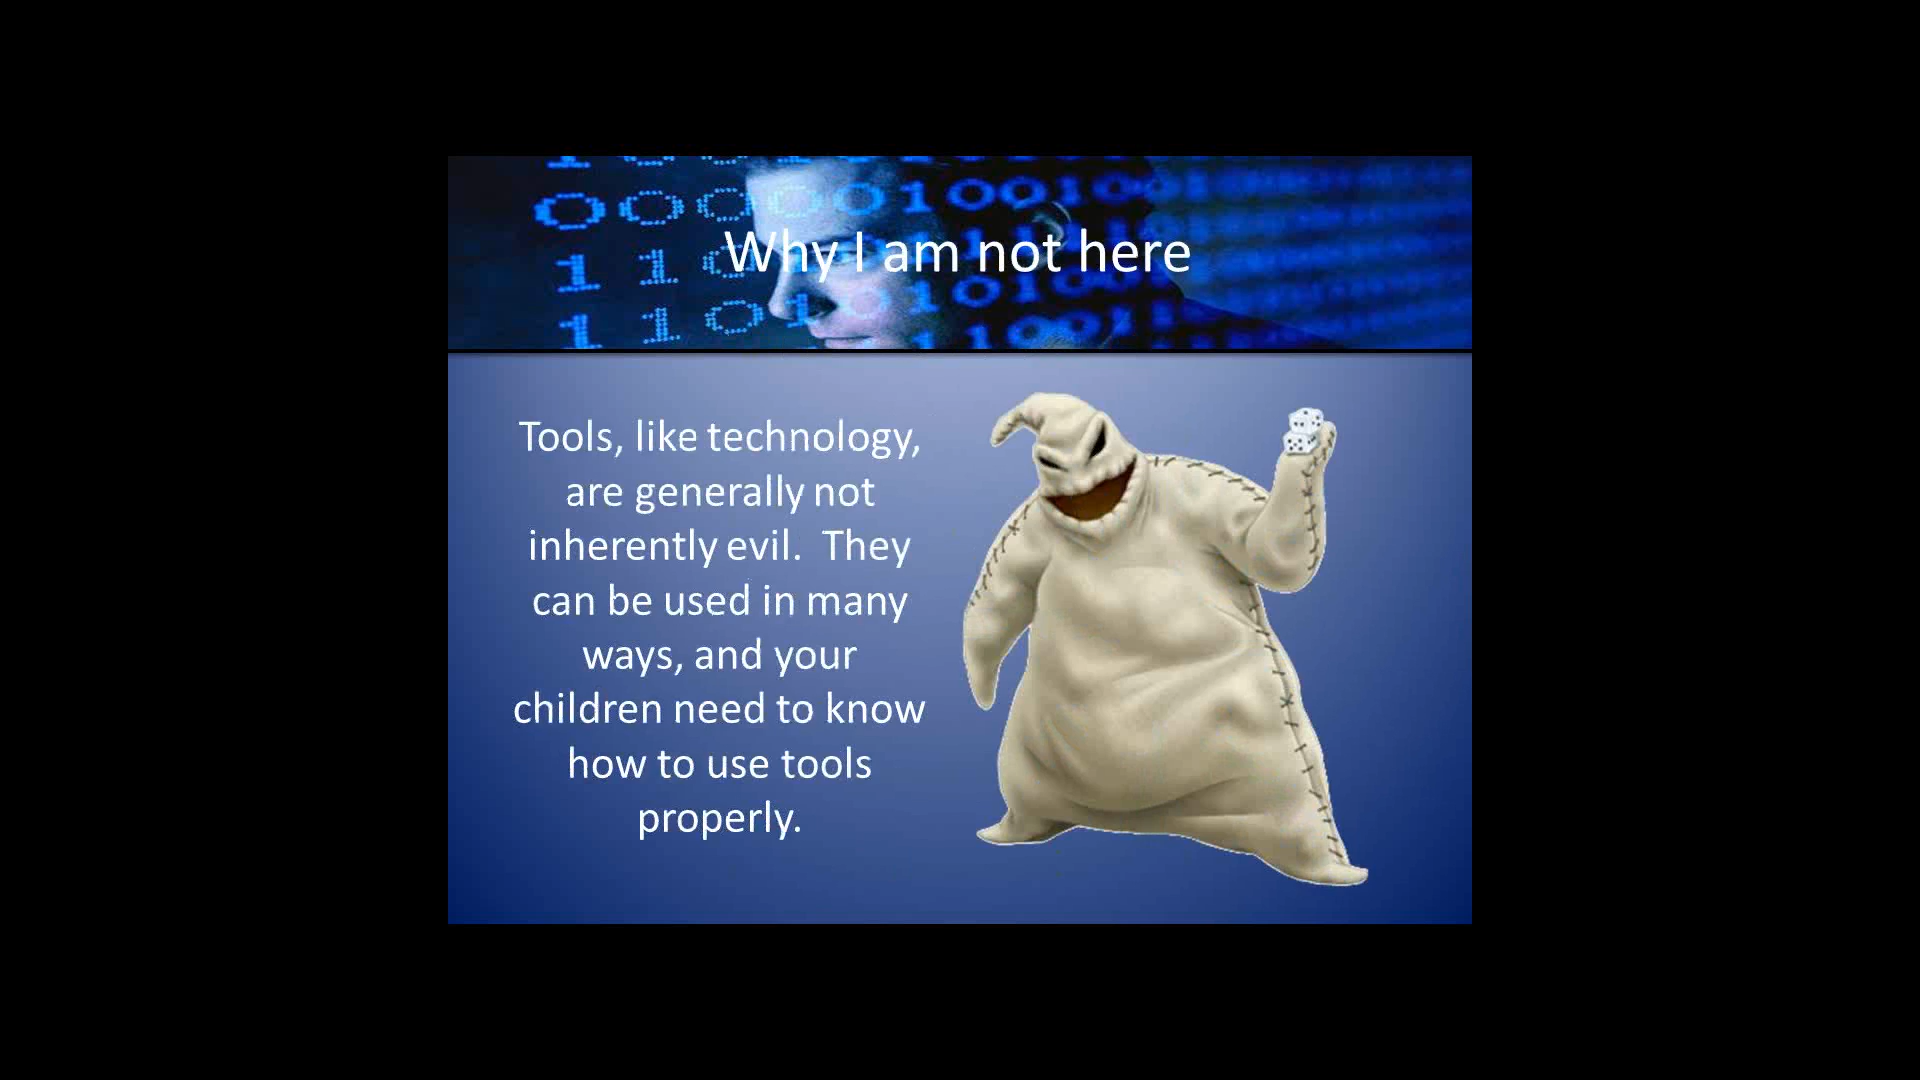 Why I am not here
Tools, like technology,
are generally not
inherently evil.  They
can be used in many
ways, and your
children need to know
how to use tools
properly.